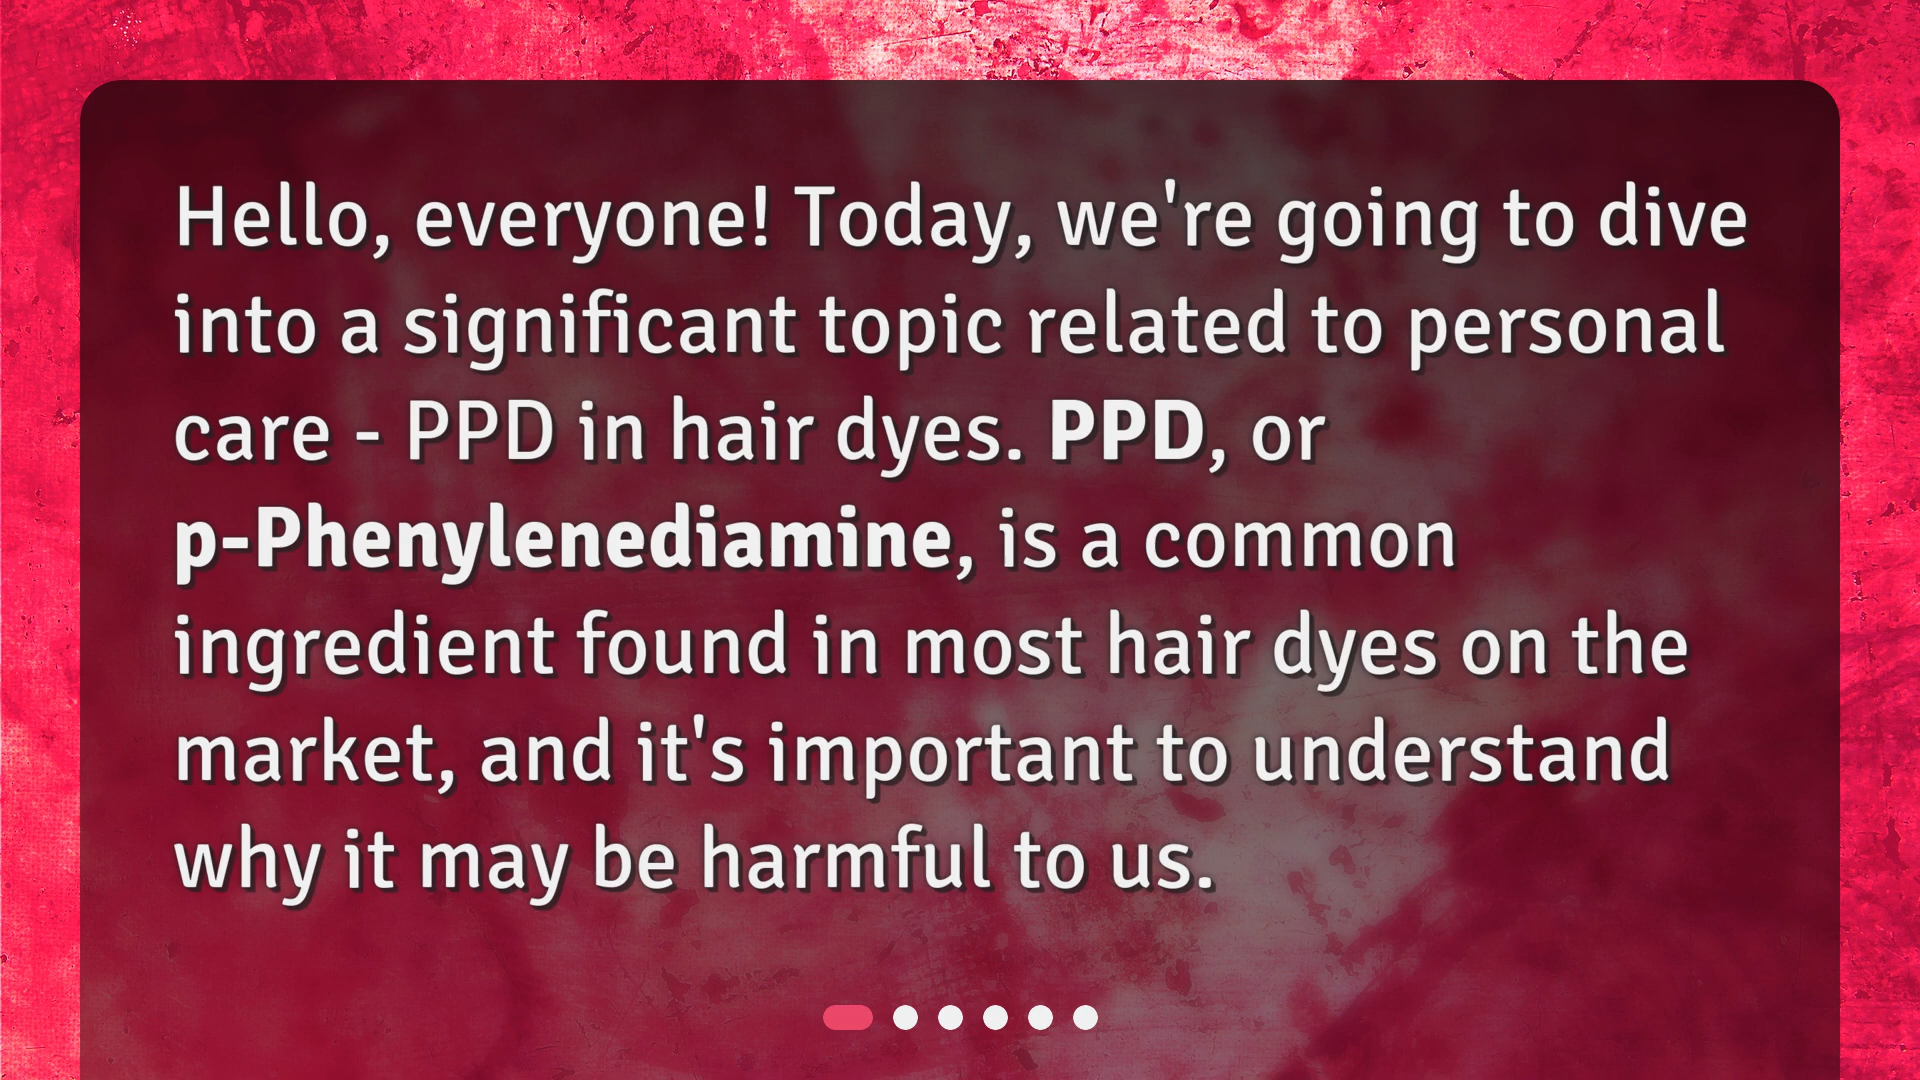 Hello, everyone! Today, we're going to dive
into a significant topic related to personal
care - PPD in hair dyes. PPD, or
p-Phenylenediamine, is a common
ingredient found in most hair dyes on the
market, and it's important to understand
why it may be harmful to us.